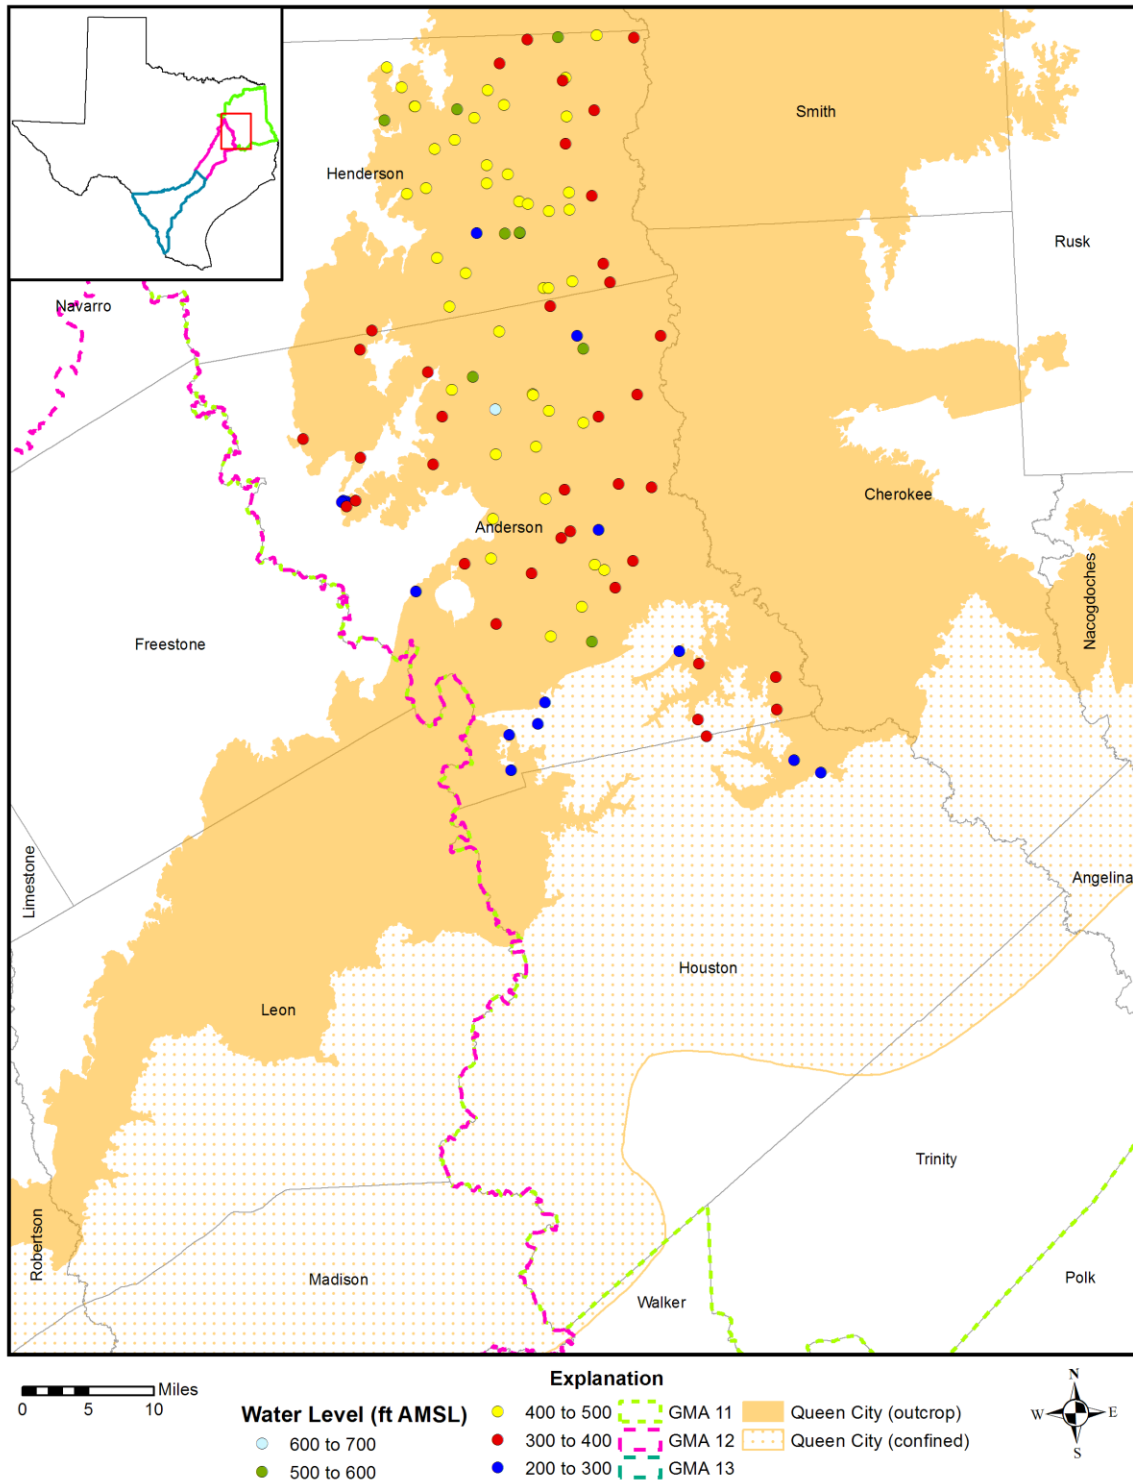 Smith
Henderson
Rusk
Navarro
Cherokee
Anderson
Nacogdoches
Freestone
Limestone
Angelina
Houston
Leon
Trinity
Robertson
Madison
Polk
Walker
Miles
0 5 10
Explanation
Water Level (ft AMSL)
600 to 700
500 to 600
400 to 500
300 to 400
200 to 300
GMA 11
GMA 12
GMA 13
Queen City (outcrop)
Queen City (confined)
N
W E
S